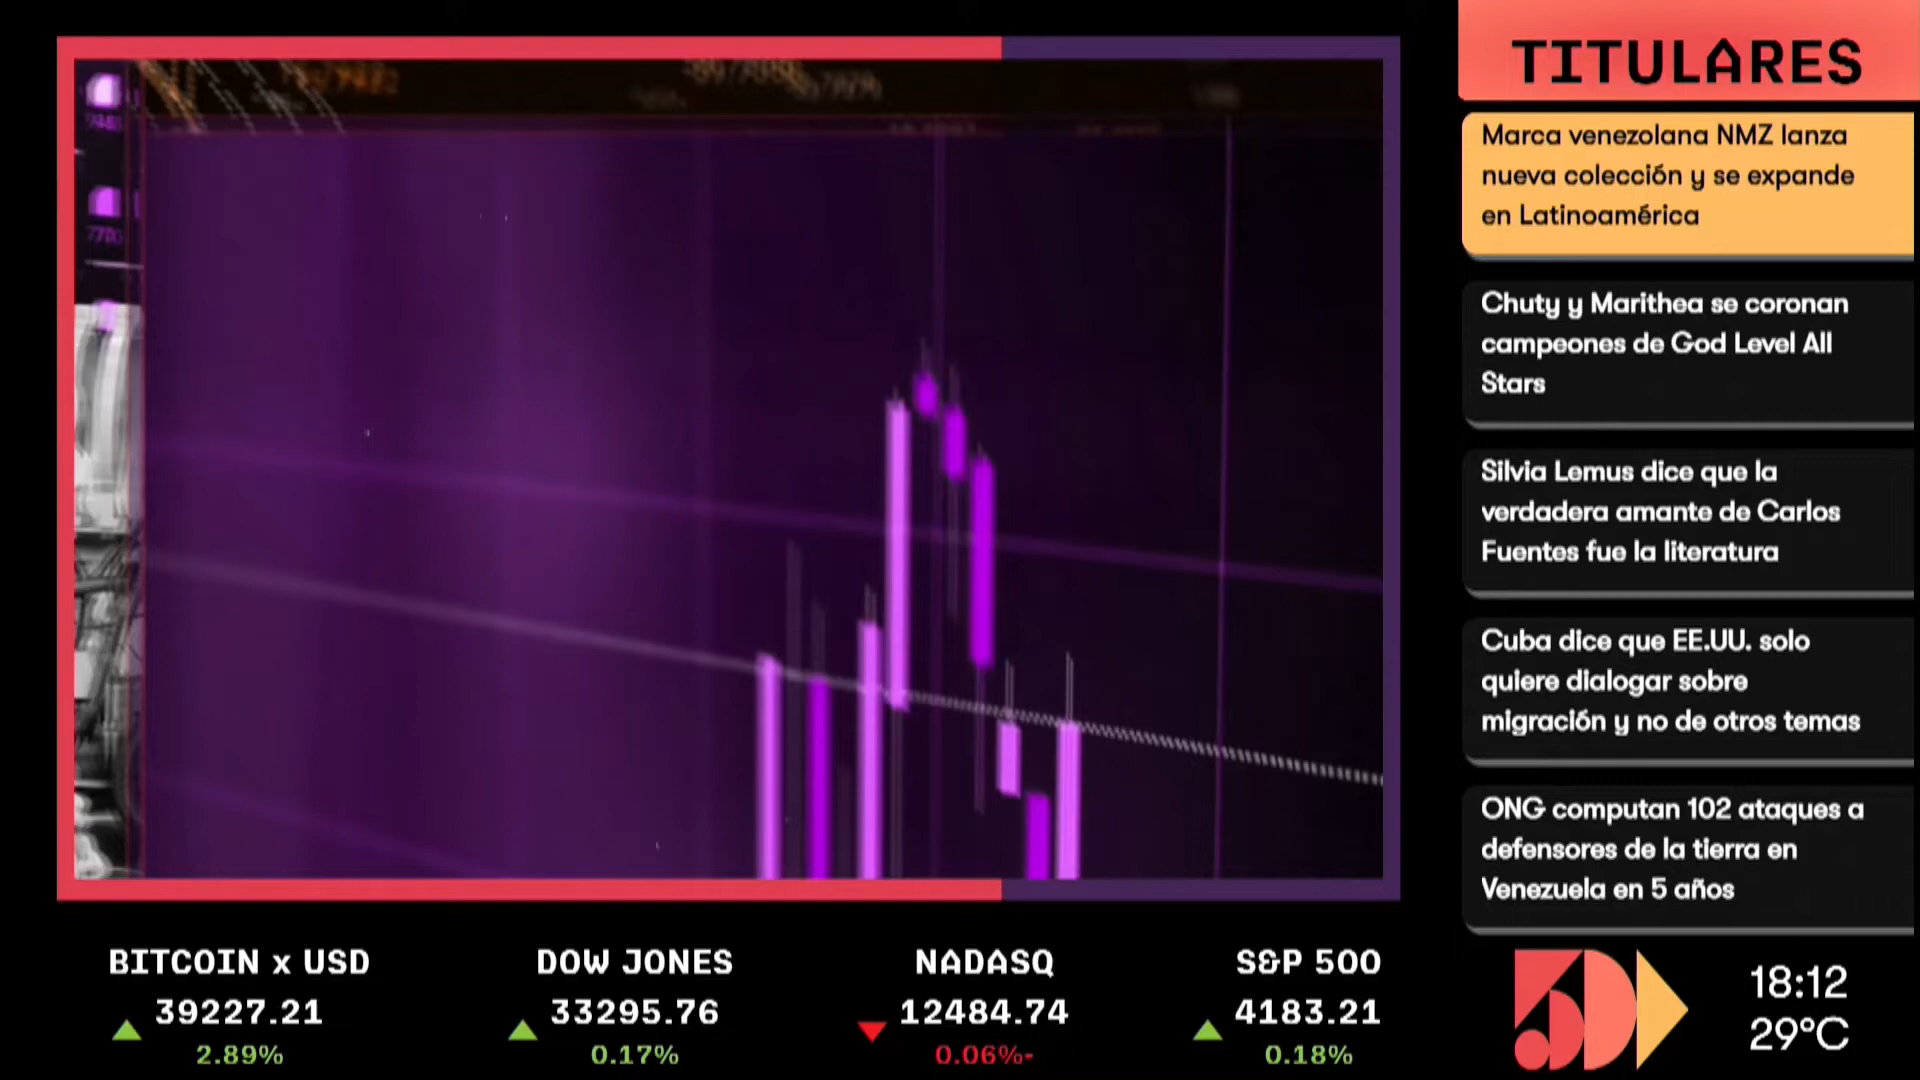 TITULARES
Marca venezolana NMZ lanza
nueva colección y se expande
en Latinoamérica
Chuty y Marithea se coronan
campeones de God Level All
Stars
Silvia Lemus dice que la
verdadera amante de Carlos
Fuentes fue la literatura
Cuba dice que EE.UU. solo
quiere dialogar sobre
migración y no de otros temas
ONG computan 102 ataques a
defensores de la tierra en
Venezuela en 5 años
BITCOIN x USD
39227.21
2.89%
DOW JONES
33295.76
0.17%
NADASQ
12484.74
0.06%-
S&P 500
4183.21
0.18%
18:12
29°C